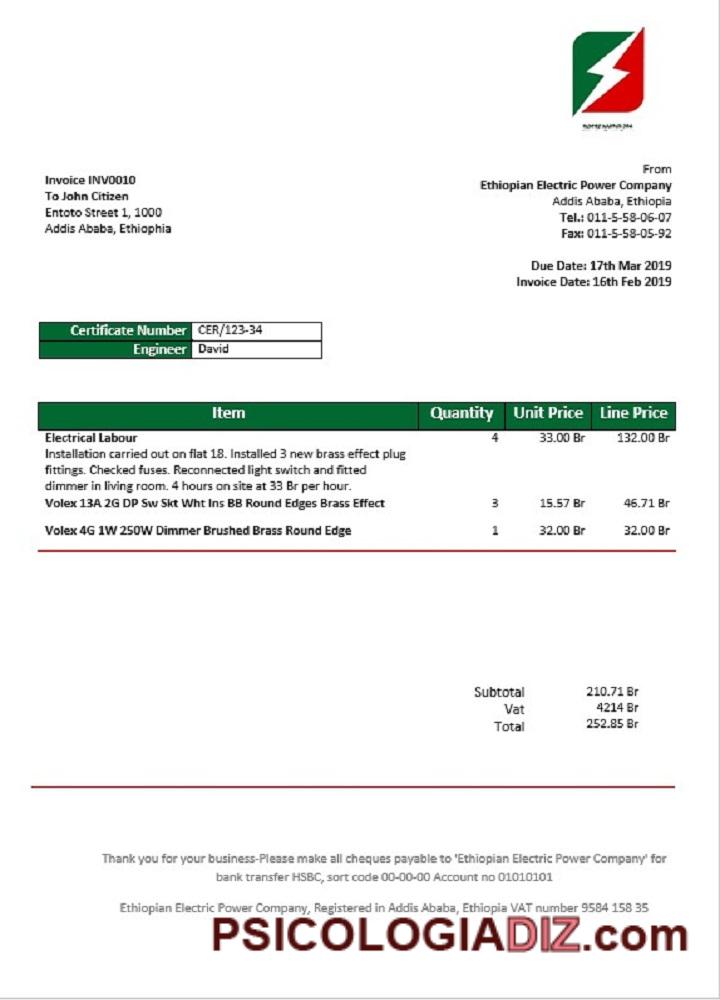 Invoice INV0010
To John Citizen
Entoto Street 1, 1000
Addis Ababa, Ethiophia
From
Ethiopian Electric Power Company
Addis Ababa, Ethiopia
Tel.: 011-5-58-06-07
Fax: 011-5-58-05-92
Due Date: 17th Mar 2019
Invoice Date: 16th Feb 2019
Certificate Number CER/123-34
Engineer David
Item Quantity Unit Price Line Price
Electrical Labour 4 33.00 Br 132.00 Br
Installation carried out on flat 18. Installed 3 new brass effect plug
fittings. Checked fuses. Reconnected light switch and fitted
dimmer in living room. 4 hours on site at 33 Br per hour.
Volex 13A 2G DP Sw Skt Wht Ins BB Round Edges Brass Effect 3 15.57 Br 46.71 Br
Volex 4G 1W 250W Dimmer Brushed Brass Round Edge 1 32.00 Br 32.00 Br
Subtotal 210.71 Br
Vat 4214 Br
Total 252.85 Br
Thank you for your business-Please make all cheques payable to 'Ethiopian Electric Power Company' for
bank transfer HSBC, sort code 00-00-00 Account no 01010101
Ethiopian Electric Power Company, Registered in Addis Ababa, Ethiopia VAT number 9584 158 35
PSICOLOGIADIZ.com